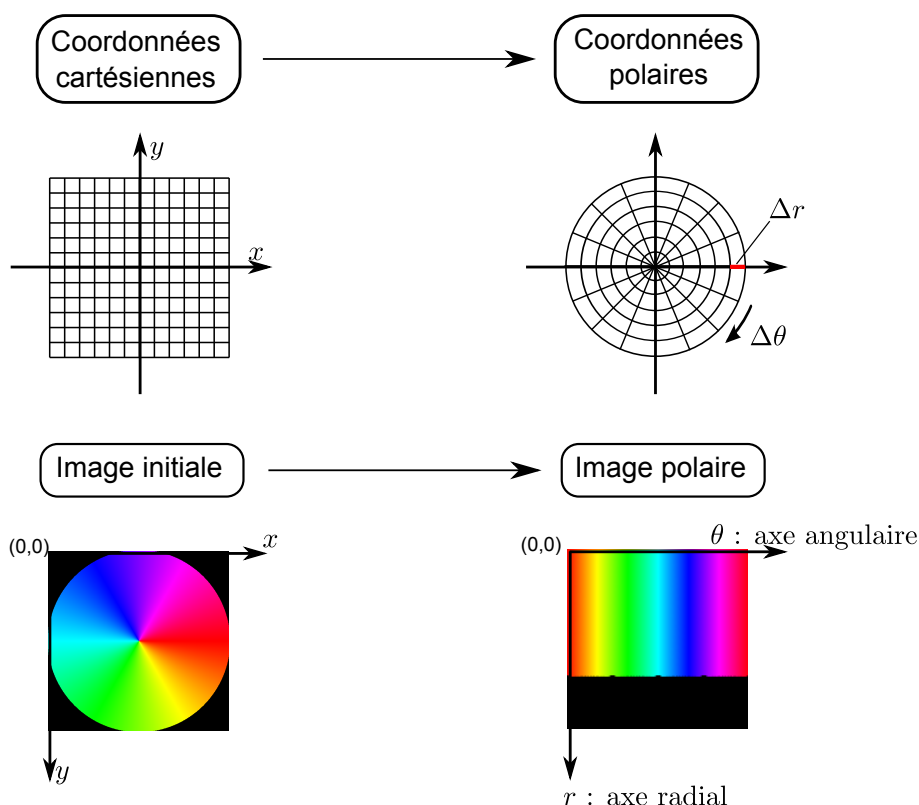 Coordonnées
cartésiennes
Coordonnées
polaires
y
x
Δr
Δθ
Image initiale
Image polaire
(0,0)
x
y
(0,0)
θ : axe angulaire
r : axe radial